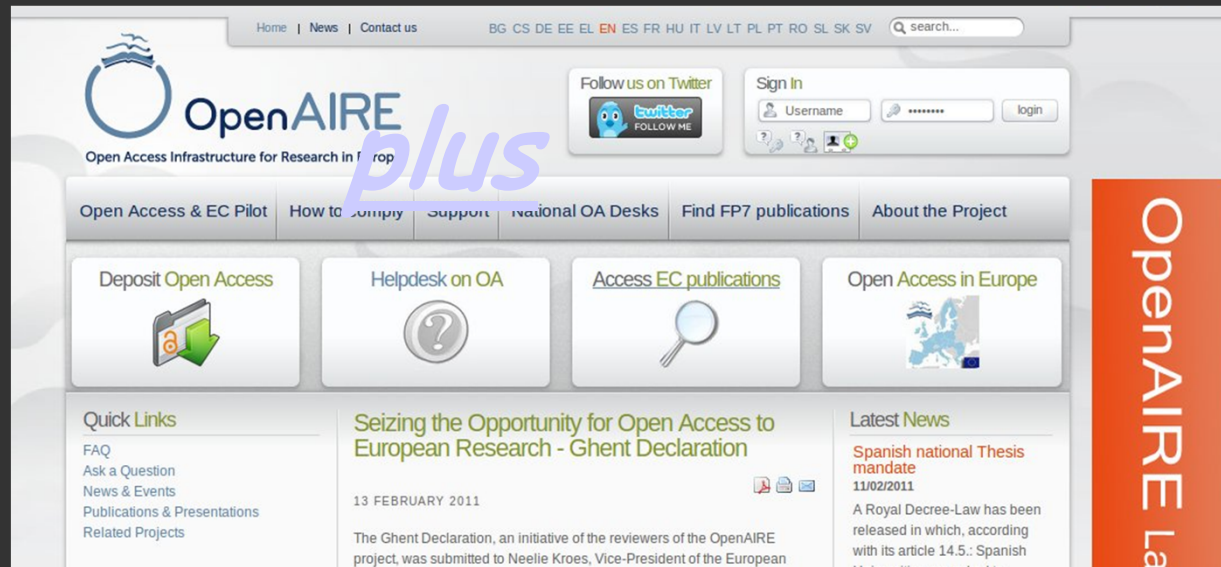 Home | News | Contact us
BG CS DE EE EL EN ES FR HU IT LV LT PL PT RO SL SK SV
search...
OpenAIRE
plus
Open Access Infrastructure for Research in
Follow us on Twitter
twitter
FOLLOW ME
Sign In
Username
login
Open Access & EC Pilot
How to comply
Support
National OA Desks
Find FP7 publications
About the Project
Deposit Open Access
Helpdesk on OA
Access EC publications
Open Access in Europe
Quick Links
FAQ
Ask a Question
News & Events
Publications & Presentations
Related Projects
Seizing the Opportunity for Open Access to
European Research - Ghent Declaration
13 FEBRUARY 2011
The Ghent Declaration, an initiative of the reviewers of the OpenAIRE
project, was submitted to Neelie Kroes, Vice-President of the European
Latest News
Spanish national Thesis
mandate
11/02/2011
A Royal Decree-Law has been
released in which, according
with its article 14.5.: Spanish
OpenAIRE